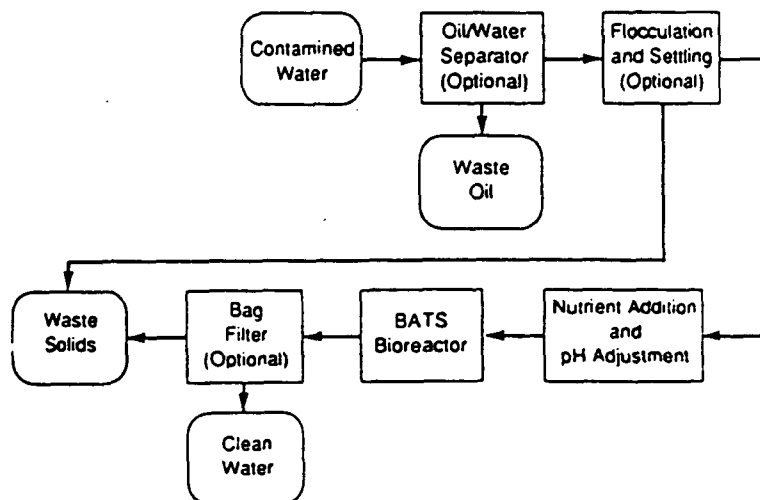 Contamined
Water
Oil/Water
Separator
(Optional)
Flocculation
and Settling
(Optional)
Waste
Oil
Waste
Solids
Bag
Filter
(Optional)
BATS
Bioreactor
Nutrient Addition
and
pH Adjustment
Clean
Water